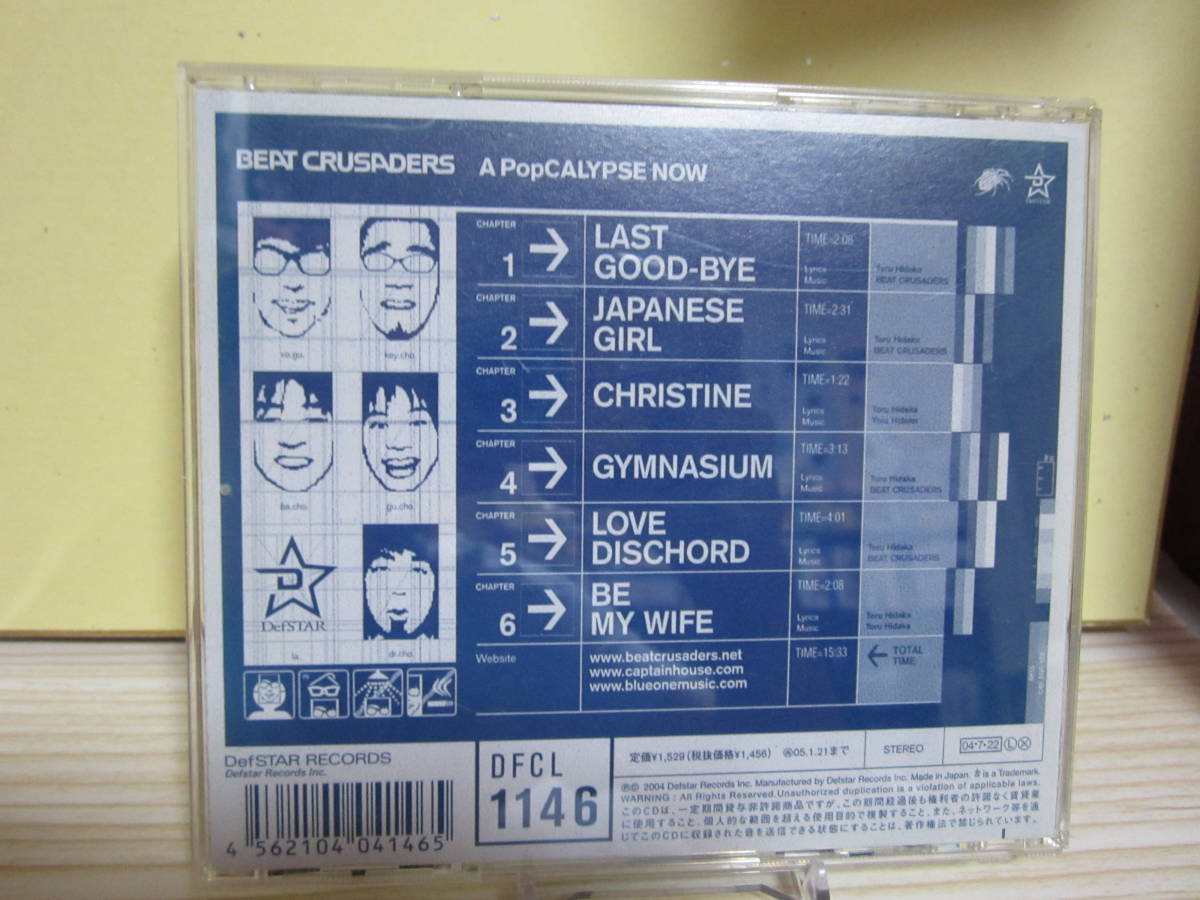 BEAT CRUSADERS A PopCALYPSE NOW
DEFSTAR
CHAPTER 1 LAST GOOD-BYE TIME=2:08
Lyrics Toru Hidaka
Music BEAT CRUSADERS
CHAPTER 2 JAPANESE GIRL TIME=2:31
Lyrics Toru Hidaka
Music BEAT CRUSADERS
CHAPTER 3 CHRISTINE TIME=1:22
Lyrics Toru Hidaka
Music Toru Hidaka
CHAPTER 4 GYMNASIUM TIME=3:13
Lyrics Toru Hidaka
Music BEAT CRUSADERS
CHAPTER 5 LOVE DISCHORD TIME=4:01
Lyrics Toru Hidaka
Music BEAT CRUSADERS
CHAPTER 6 BE MY WIFE TIME=2:08
Lyrics Toru Hidaka
Music Toru Hidaka
Website www.beatcrusaders.net TIME=15:33 TOTAL TIME
www.captainhouse.com
www.blueonemusic.com
key.cho.
ba.cho.
gu.cho.
DefSTAR
la.
dr.cho.
DefSTAR RECORDS
Defstar Records Inc.
4 562104 041465
DFCL
1146
定価¥1,529(税抜価格¥1,456) 05.1.21まで
STEREO
04・7・22 Ⓛ Ⓧ
ⓅⒸ 2004 Defstar Records Inc. Manufactured by Defstar Records Inc. Made in Japan. is a Trademark.
WARNING : All Rights Reserved. Unauthorized duplication is a violation of applicable laws.
このCDは、一定期間貸与非許諾商品ですが、この期間経過後も権利者の許諾なく賃貸業
に使用すること、個人的な範囲を超える使用目的で複製すること、また、ネットワーク等を通
じてこのCDに収録された音を送信できる状態にすることは、著作権法で禁じられています。